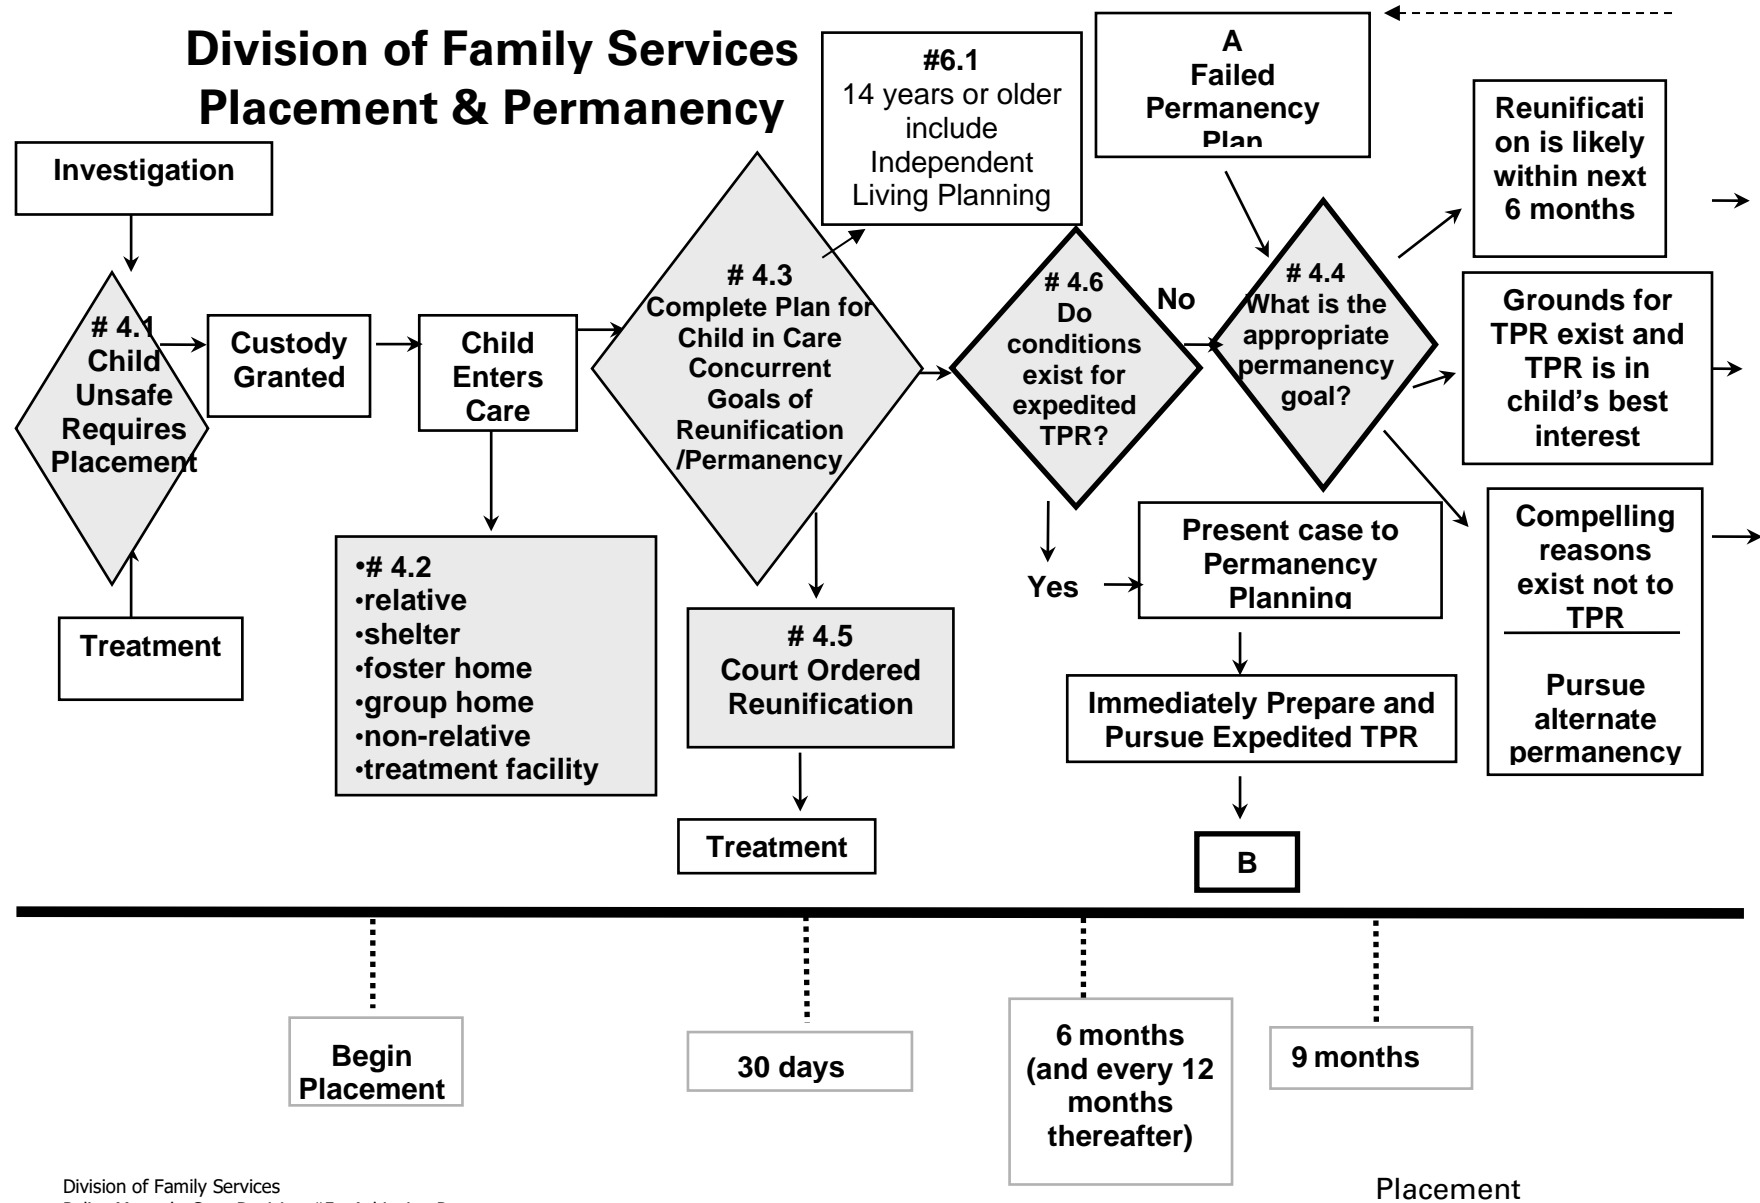 Division of Family Services
Placement & Permanency
Investigation
# 4.1
Child
Unsafe
Requires
Placement
Treatment
Custody
Granted
Child
Enters
Care
•# 4.2
•relative
•shelter
•foster home
•group home
•non-relative
•treatment facility
# 4.3
Complete Plan for
Child in Care
Concurrent
Goals of
Reunification
/Permanency
#6.1
14 years or older
include
Independent
Living Planning
# 4.5
Court Ordered
Reunification
Treatment
# 4.6
Do
conditions
exist for
expedited
TPR?
No
Yes
A
Failed
Permanency
Plan
# 4.4
What is the
appropriate
permanency
goal?
Present case to
Permanency
Planning
Immediately Prepare and
Pursue Expedited TPR
B
Reunificati
on is likely
within next
6 months
Grounds for
TPR exist and
TPR is in
child’s best
interest
Compelling
reasons
exist not to
TPR
Pursue
alternate
permanency
Begin
Placement
30 days
6 months
(and every 12
months
thereafter)
9 months
Division of Family Services
Placement